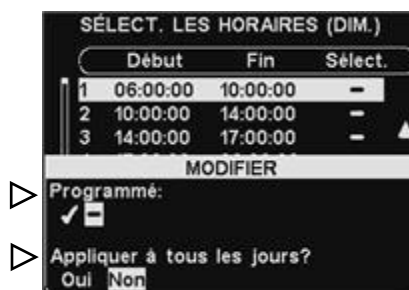 SÉLECT. LES HORAIRES (DIM.)
Début Fin Sélect.
1 06:00:00 10:00:00 –
2 10:00:00 14:00:00 –
3 14:00:00 17:00:00 –
MODIFIER
Programmé:
✓ –
Appliquer à tous les jours?
Oui Non